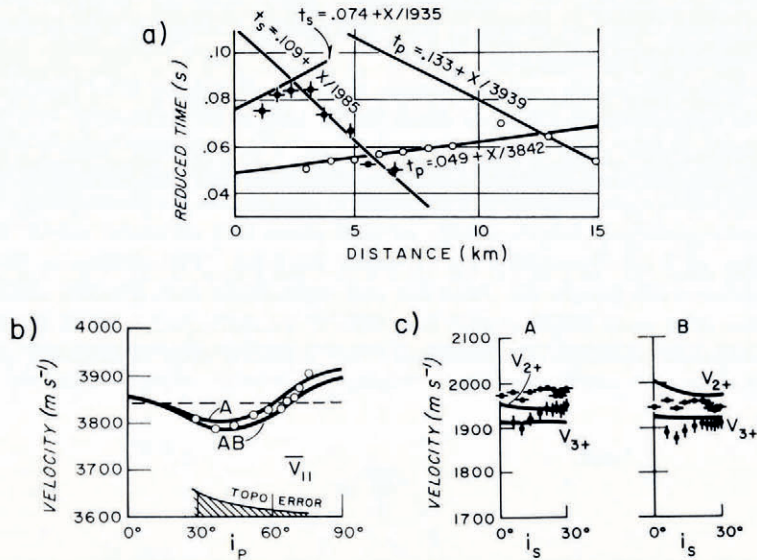 a)
t_s = .074 + X/1935
t_s = .109 + X/1985
t_p = .133 + X/3939
t_p = .049 + X/3842
REDUCED TIME (s)
.10
.08
.06
.04
0 5 10 15
DISTANCE (km)
b)
VELOCITY (m s⁻¹)
4000
3900
3800
3700
3600
A
AB
V̅₁₁
TOPO ERROR
0° 30° 60° 90°
i_P
c)
A B
VELOCITY (m s⁻¹)
2100
2000
1900
1800
1700
V₂₊
V₃₊
V₂₊
V₃₊
0° 30° 0° 30°
i_S i_S